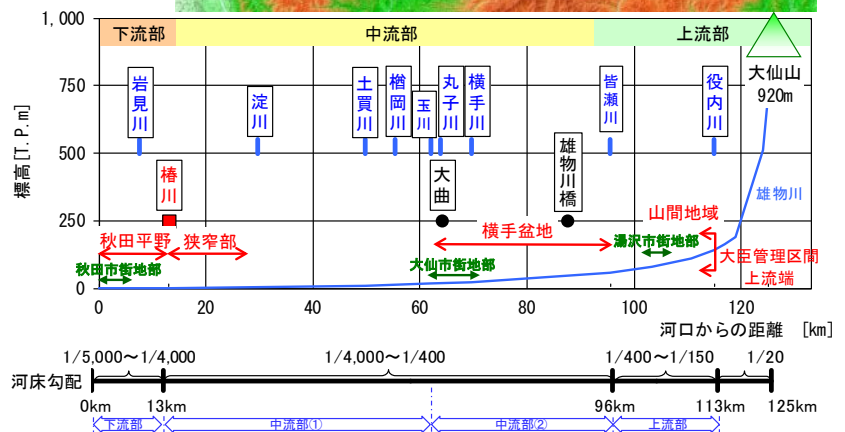 下流部 中流部 上流部
1,000
750
500
250
0
標高[T.P.m]
岩見川
淀川
土買川
楢岡川
玉川
丸子川
横手川
皆瀬川
役内川
大仙山
920m
椿川
大曲
雄物川橋
雄物川
秋田平野 狭窄部 横手盆地 山間地域
秋田市街地部 大仙市街地部 湯沢市街地部
大臣管理区間
上流端
0 20 40 60 80 100 120
河口からの距離 [km]
1/5,000～1/4,000 1/4,000～1/400 1/400～1/150 1/20
河床勾配
0km 13km 96km 113km 125km
下流部 中流部① 中流部② 上流部